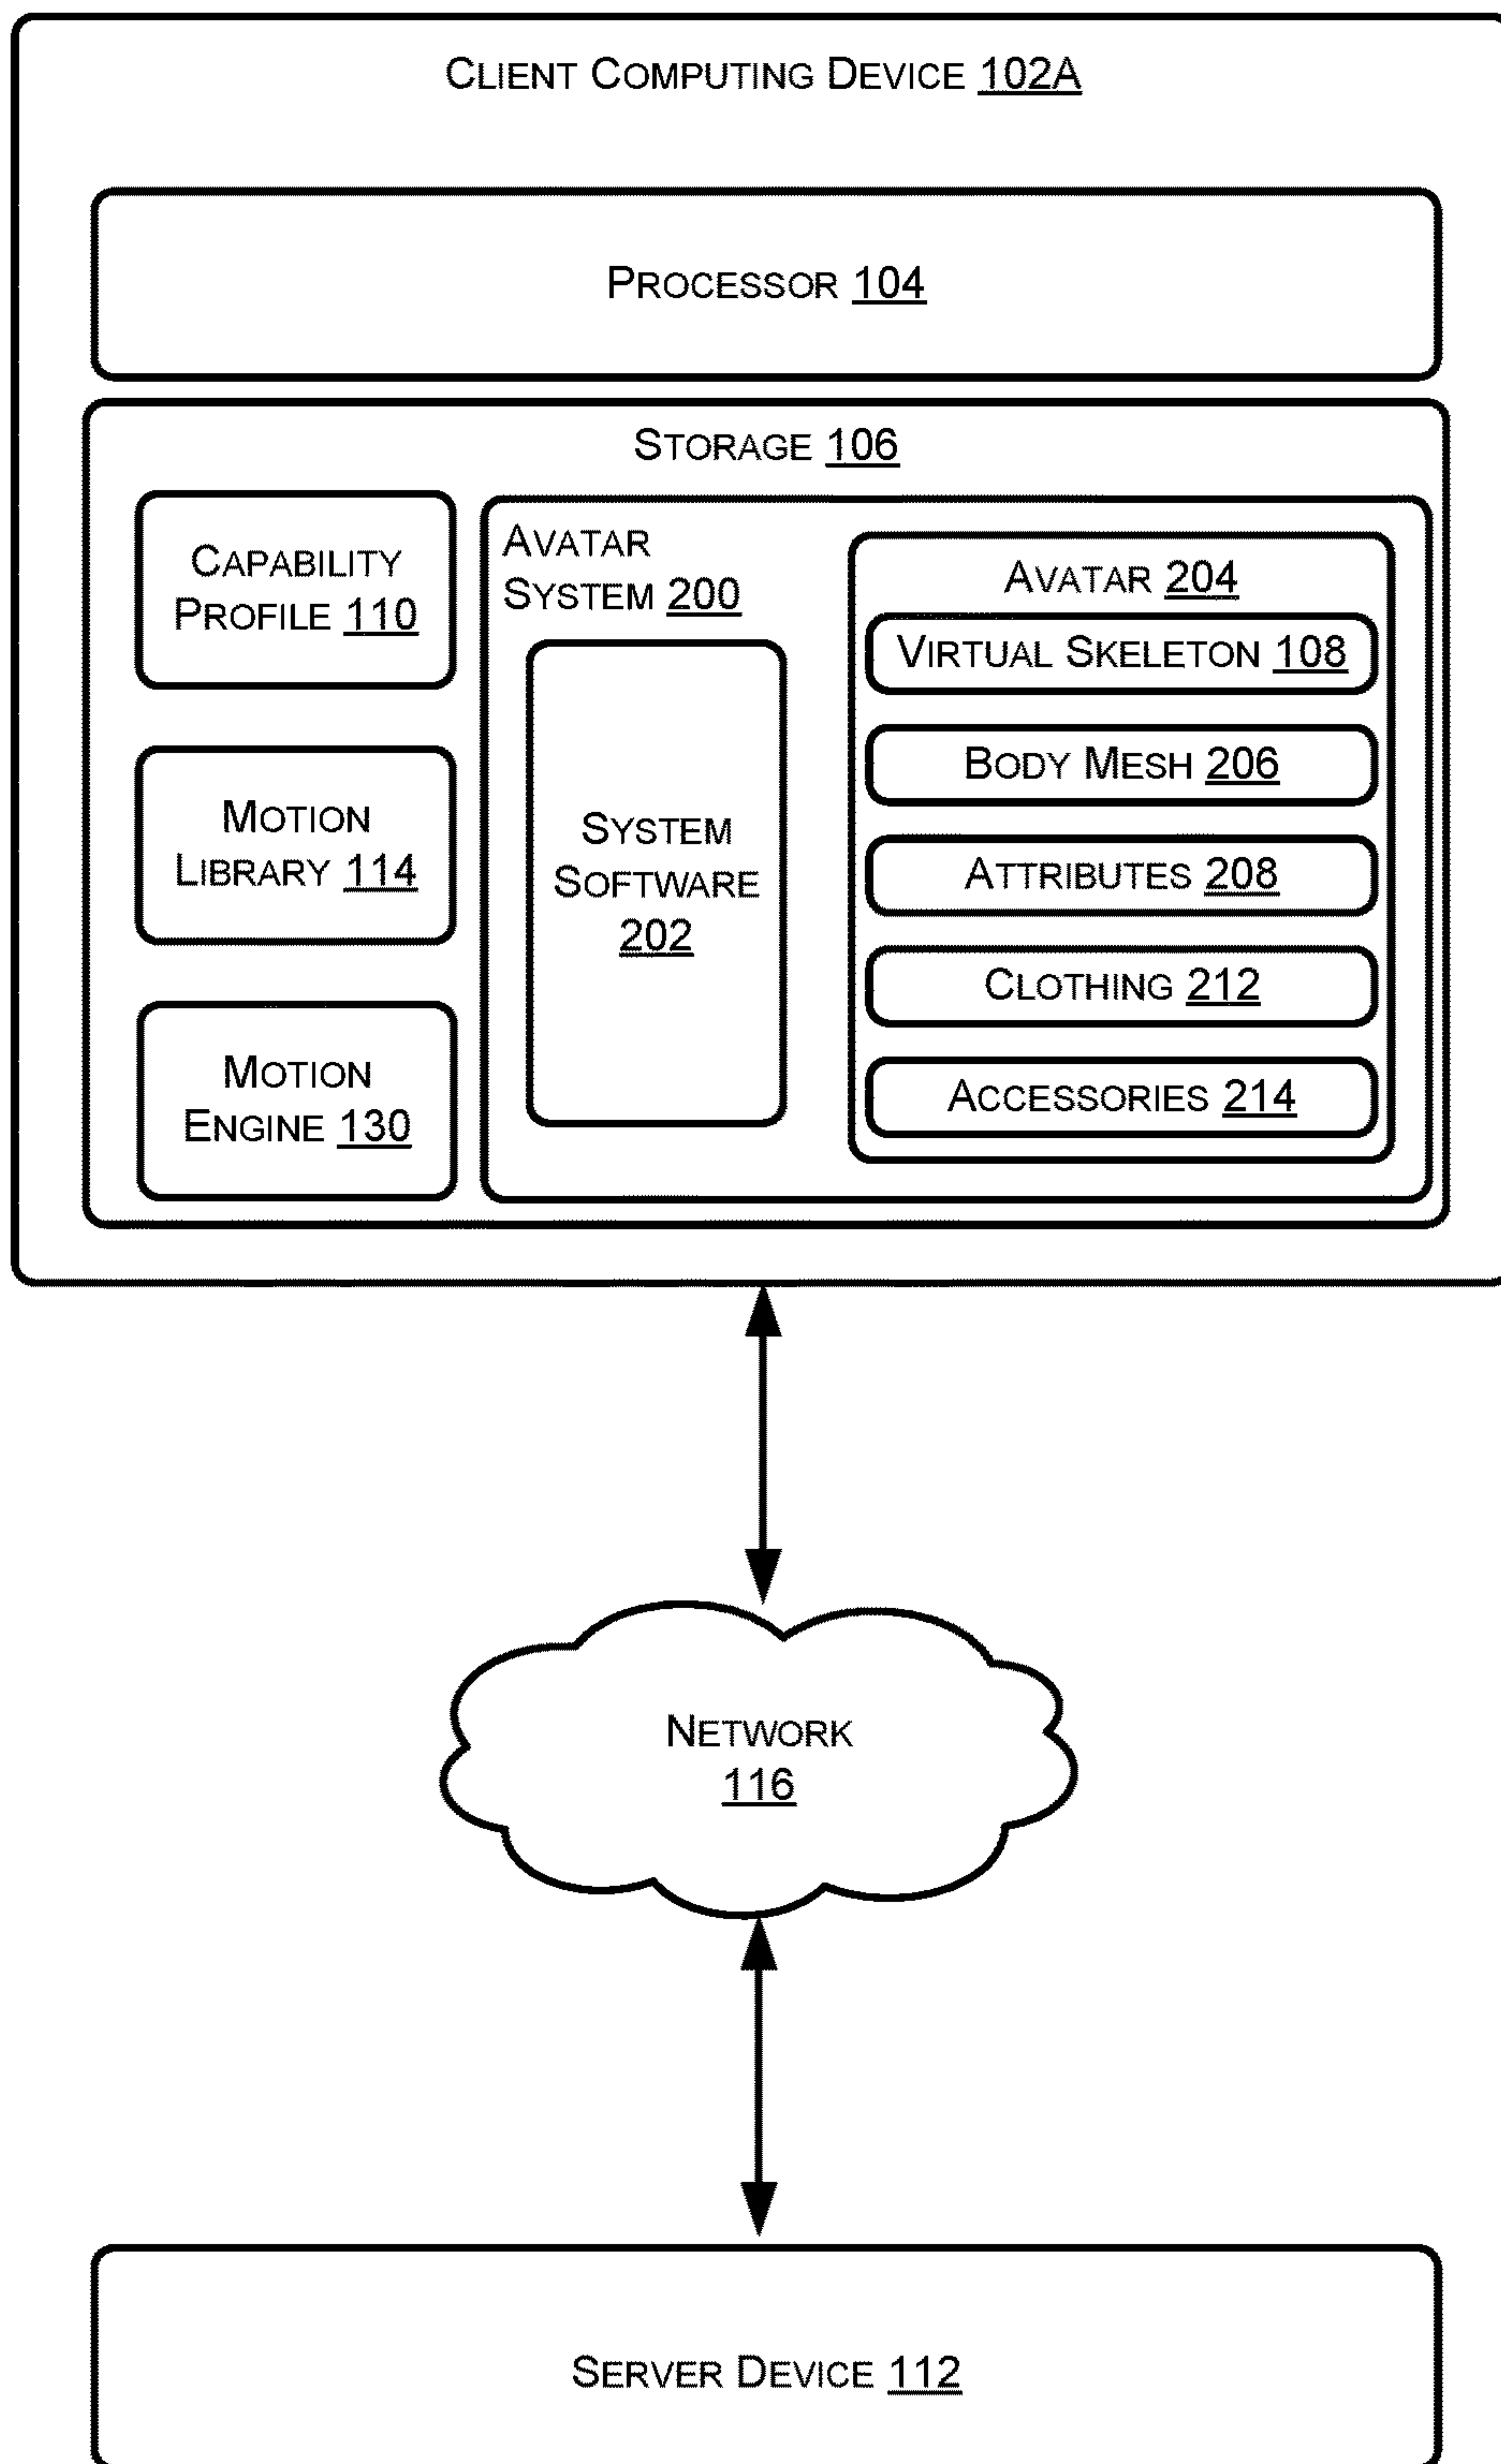 CLIENT COMPUTING DEVICE 102A
PROCESSOR 104
STORAGE 106
CAPABILITY
PROFILE 110
MOTION
LIBRARY 114
MOTION
ENGINE 130
AVATAR
SYSTEM 200
SYSTEM
SOFTWARE
202
AVATAR 204
VIRTUAL SKELETON 108
BODY MESH 206
ATTRIBUTES 208
CLOTHING 212
ACCESSORIES 214
NETWORK
116
SERVER DEVICE 112